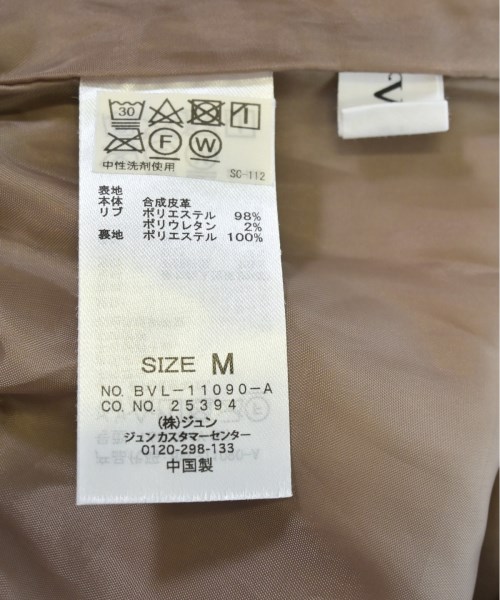 30
F W
中性洗剤使用
SC-112
表地
本体 合成皮革
リブ ポリエステル 98%
ポリウレタン 2%
裏地 ポリエステル 100%
SIZE M
NO. BVL-11090-A
CO. NO. 25394
(株)ジュン
ジュンカスタマーセンター
0120-298-133
中国製